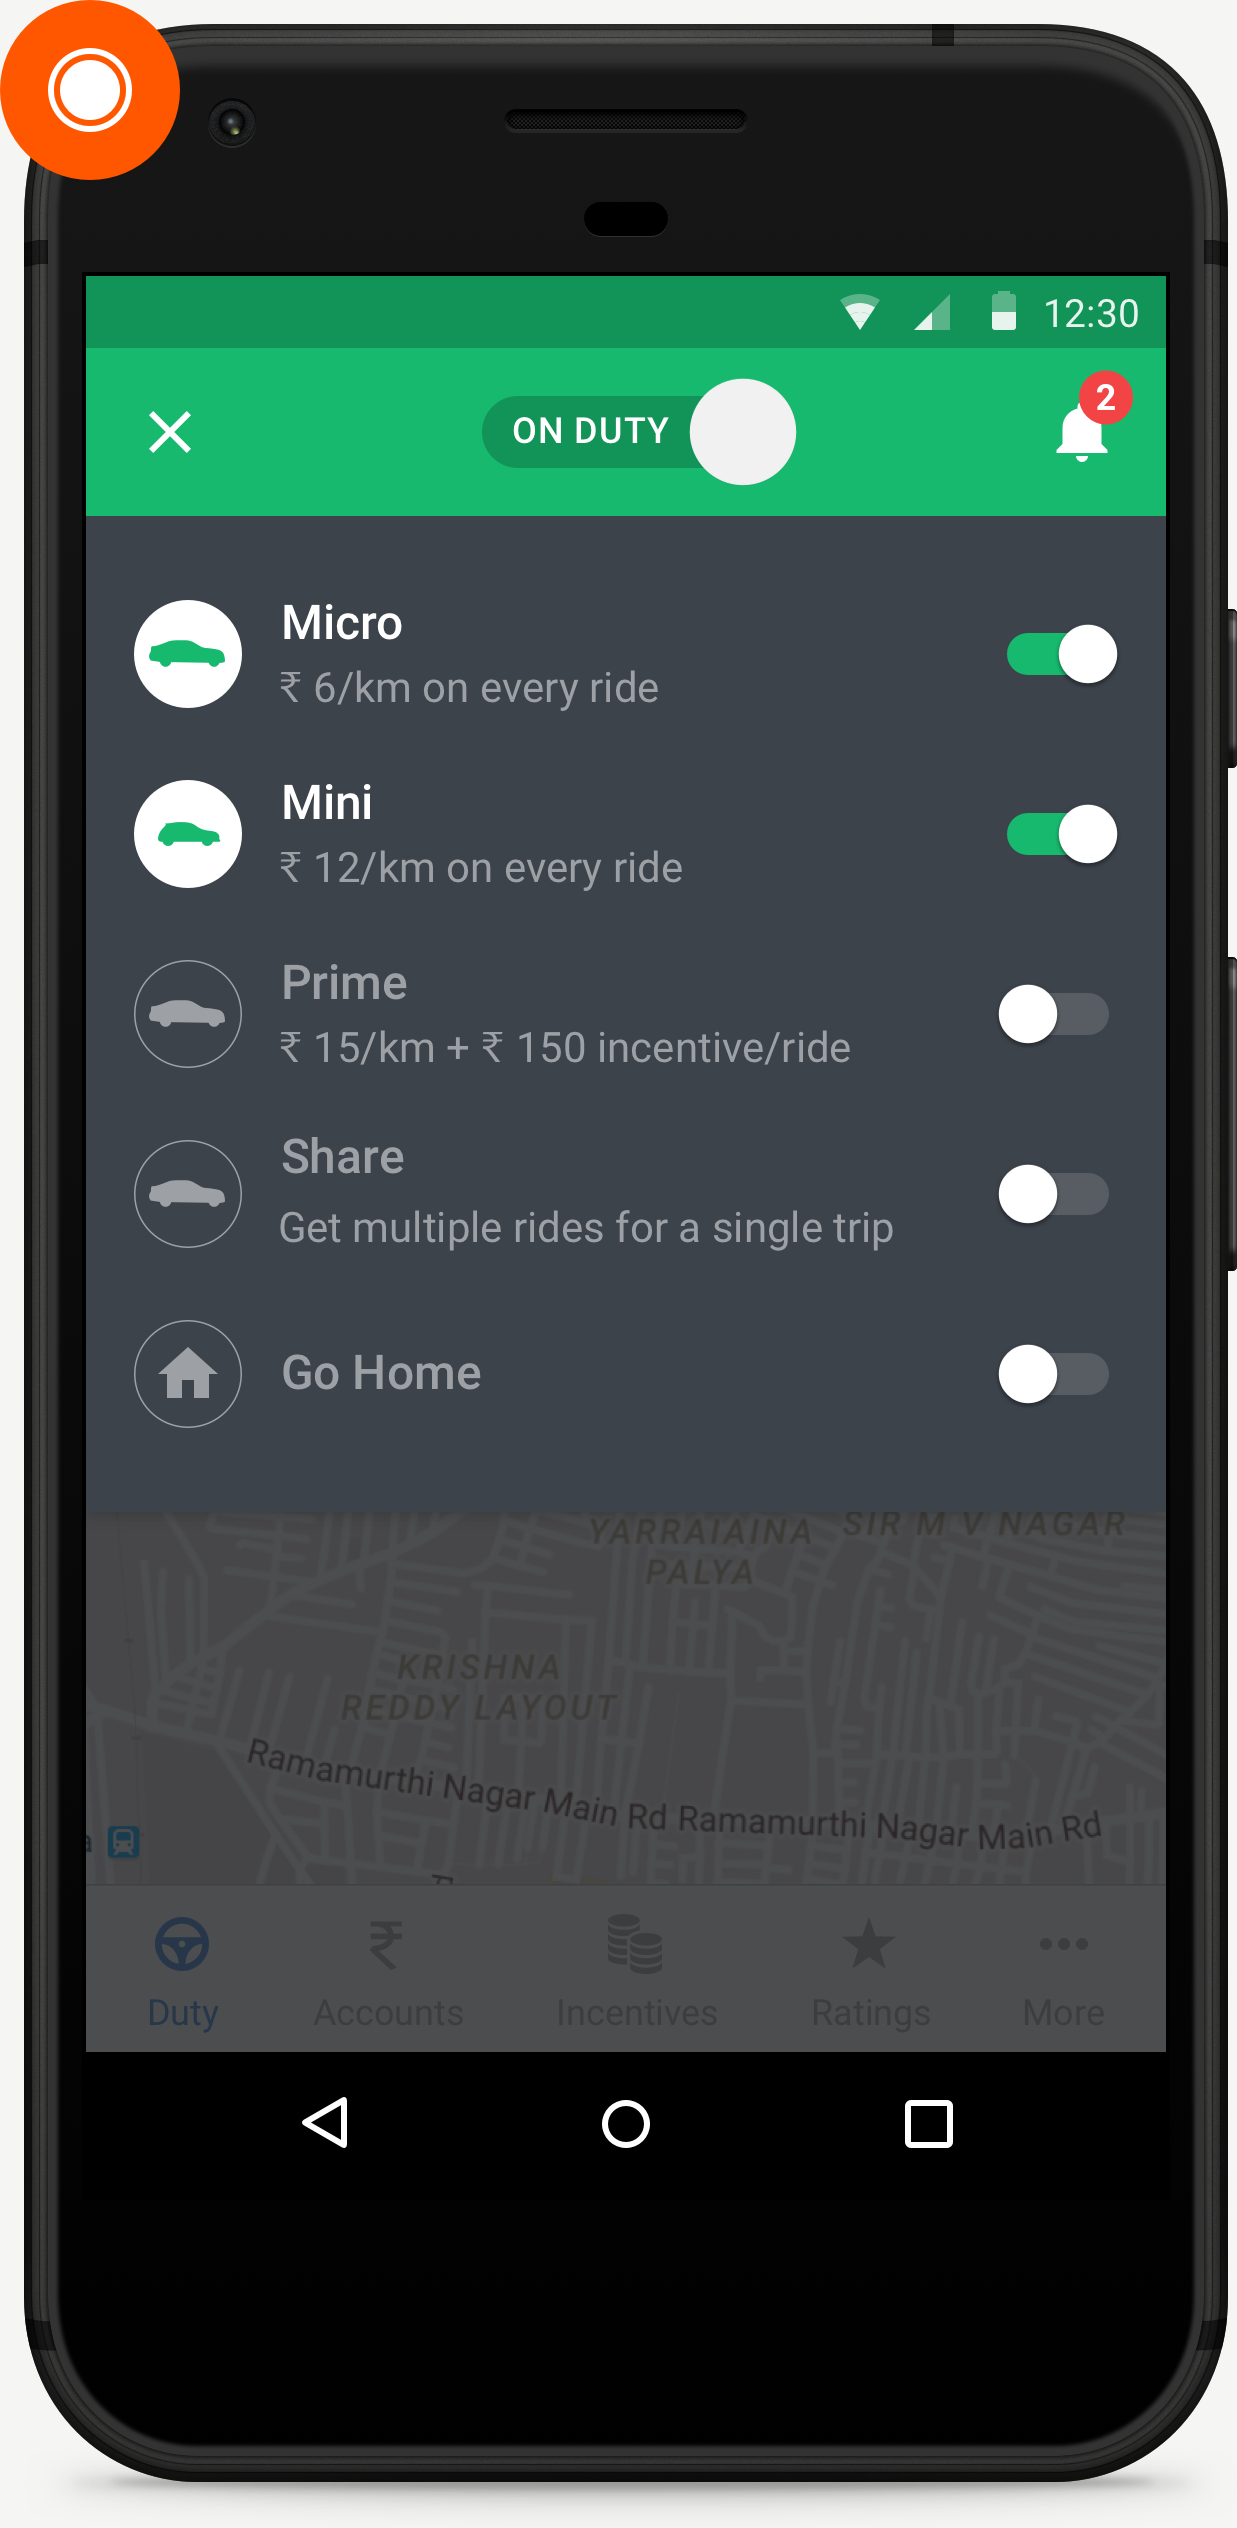 12:30
ON DUTY
2
Micro
₹ 6/km on every ride
Mini
₹ 12/km on every ride
Prime
₹ 15/km + ₹ 150 incentive/ride
Share
Get multiple rides for a single trip
Go Home
YARRAIAINA
PALYA
SIR M V NAGAR
KRISHNA
REDDY LAYOUT
Ramamurthi Nagar Main Rd Ramamurthi Nagar Main Rd
a
Duty
Accounts
Incentives
Ratings
More